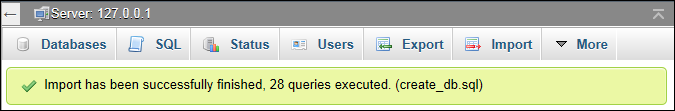 Server: 127.0.0.1
Databases SQL Status Users Export Import More
Import has been successfully finished, 28 queries executed. (create_db.sql)